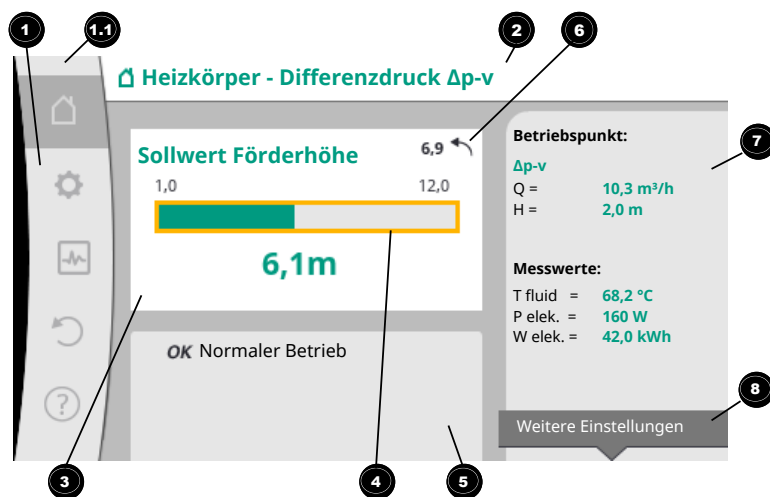 1
1.1
2
6
Heizkörper - Differenzdruck Δp-v
Sollwert Förderhöhe
6,9
1,0
12,0
6,1m
OK Normaler Betrieb
Betriebspunkt:
Δp-v
Q = 10,3 m³/h
H = 2,0 m
Messwerte:
T fluid = 68,2 °C
P elek. = 160 W
W elek. = 42,0 kWh
Weitere Einstellungen
?
7
8
3
4
5